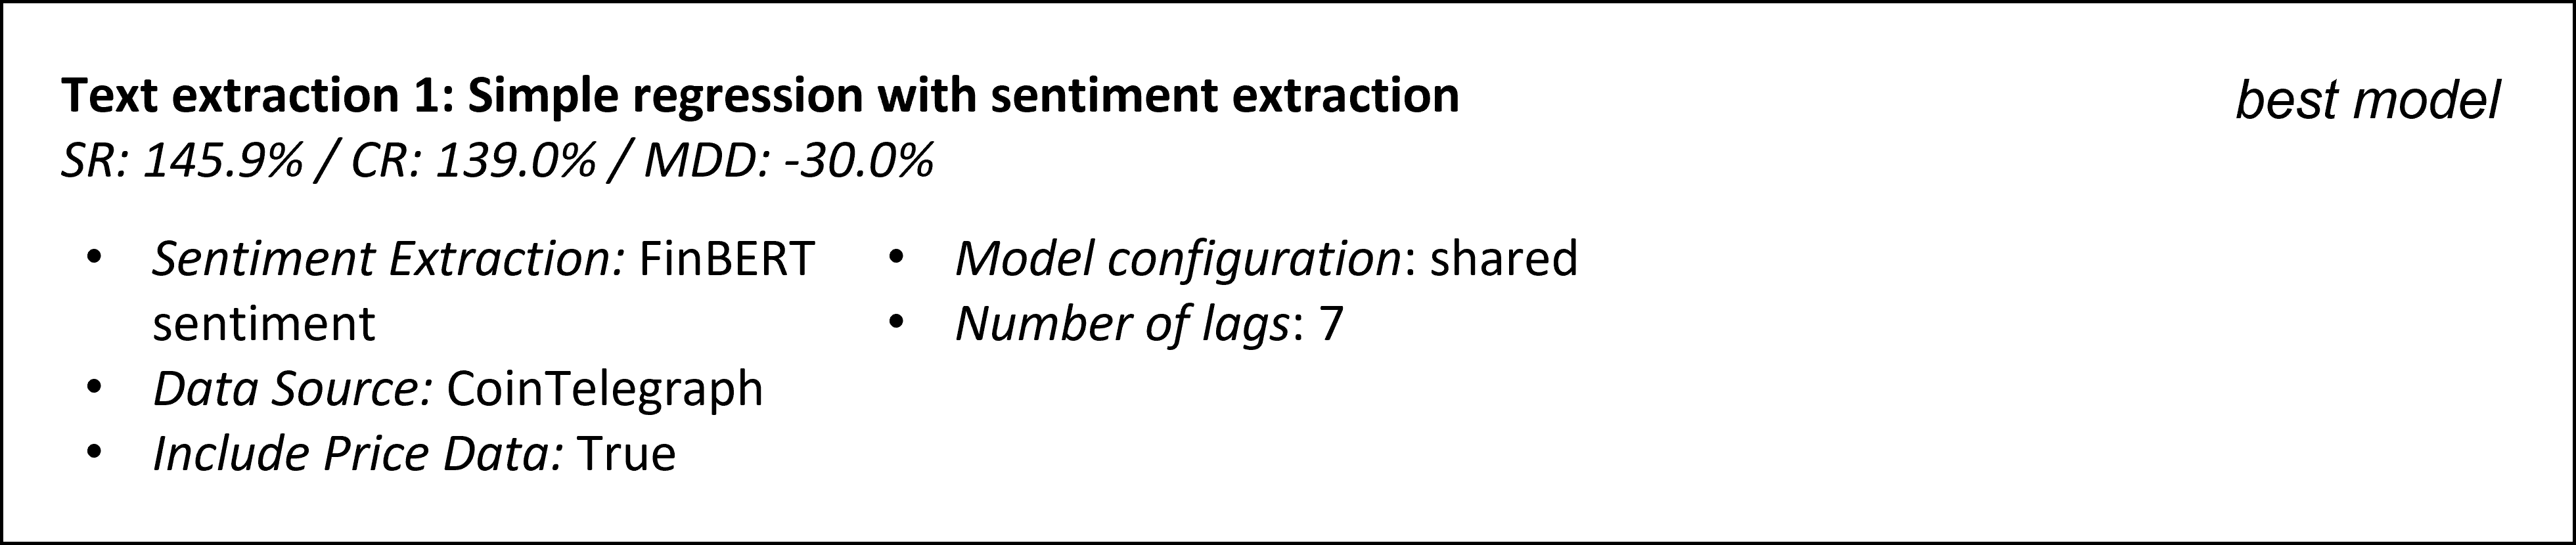 Text extraction 1: Simple regression with sentiment extraction
best model
SR: 145.9% / CR: 139.0% / MDD: -30.0%
• Sentiment Extraction: FinBERT
sentiment
• Data Source: CoinTelegraph
• Include Price Data: True
• Model configuration: shared
• Number of lags: 7